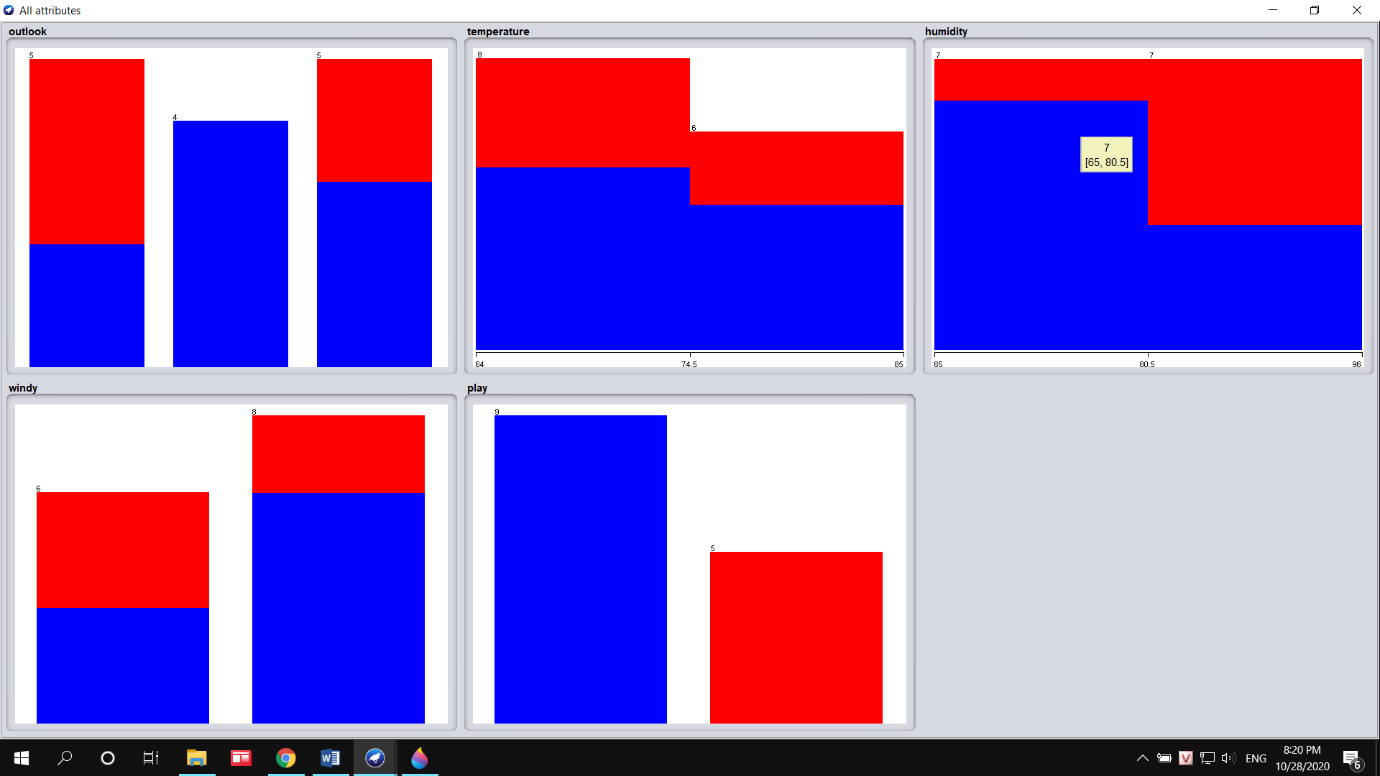 All attributes
outlook
5
4
5
temperature
8
6
64
74.5
85
humidity
7
7
7
[65, 80.5]
65
80.5
96
windy
6
8
play
9
5
ENG
8:20 PM
10/28/2020
6